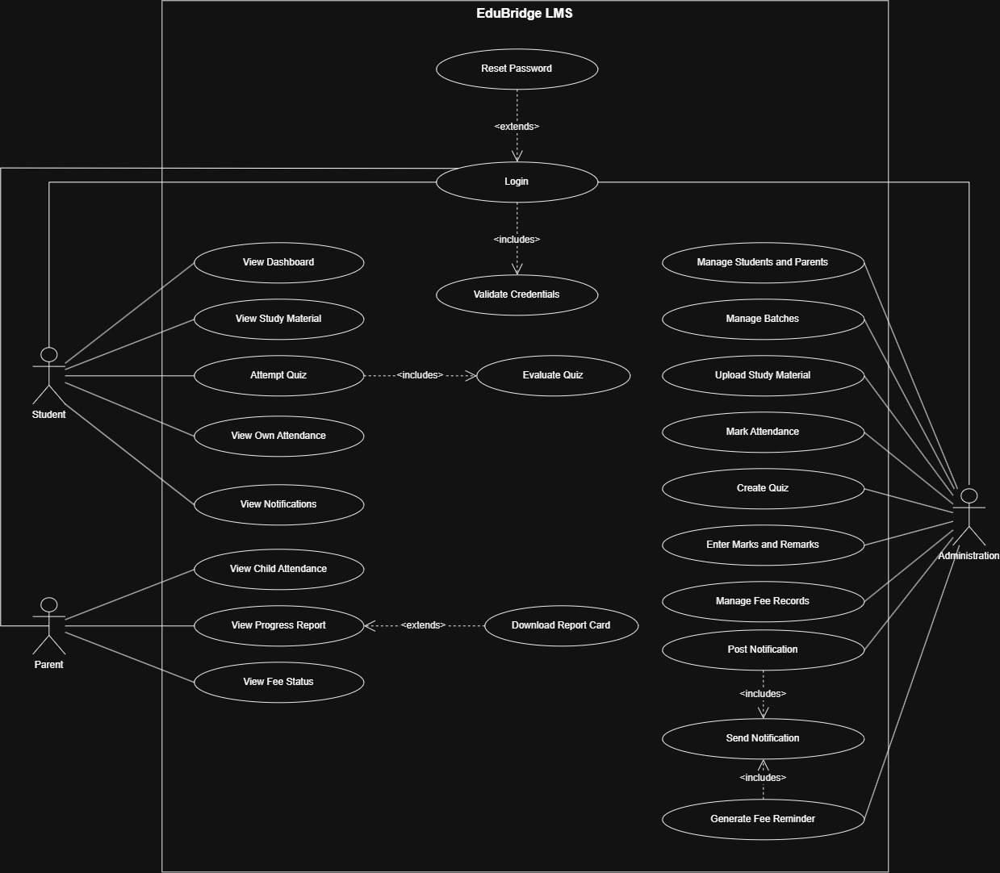 EduBridge LMS
Reset Password
<extends>
Login
<includes>
Validate Credentials
View Dashboard
View Study Material
Attempt Quiz
<includes>
Evaluate Quiz
View Own Attendance
View Notifications
Student
View Child Attendance
View Progress Report
<extends>
Download Report Card
View Fee Status
Parent
Manage Students and Parents
Manage Batches
Upload Study Material
Mark Attendance
Create Quiz
Enter Marks and Remarks
Manage Fee Records
Post Notification
<includes>
Send Notification
<includes>
Generate Fee Reminder
Administration